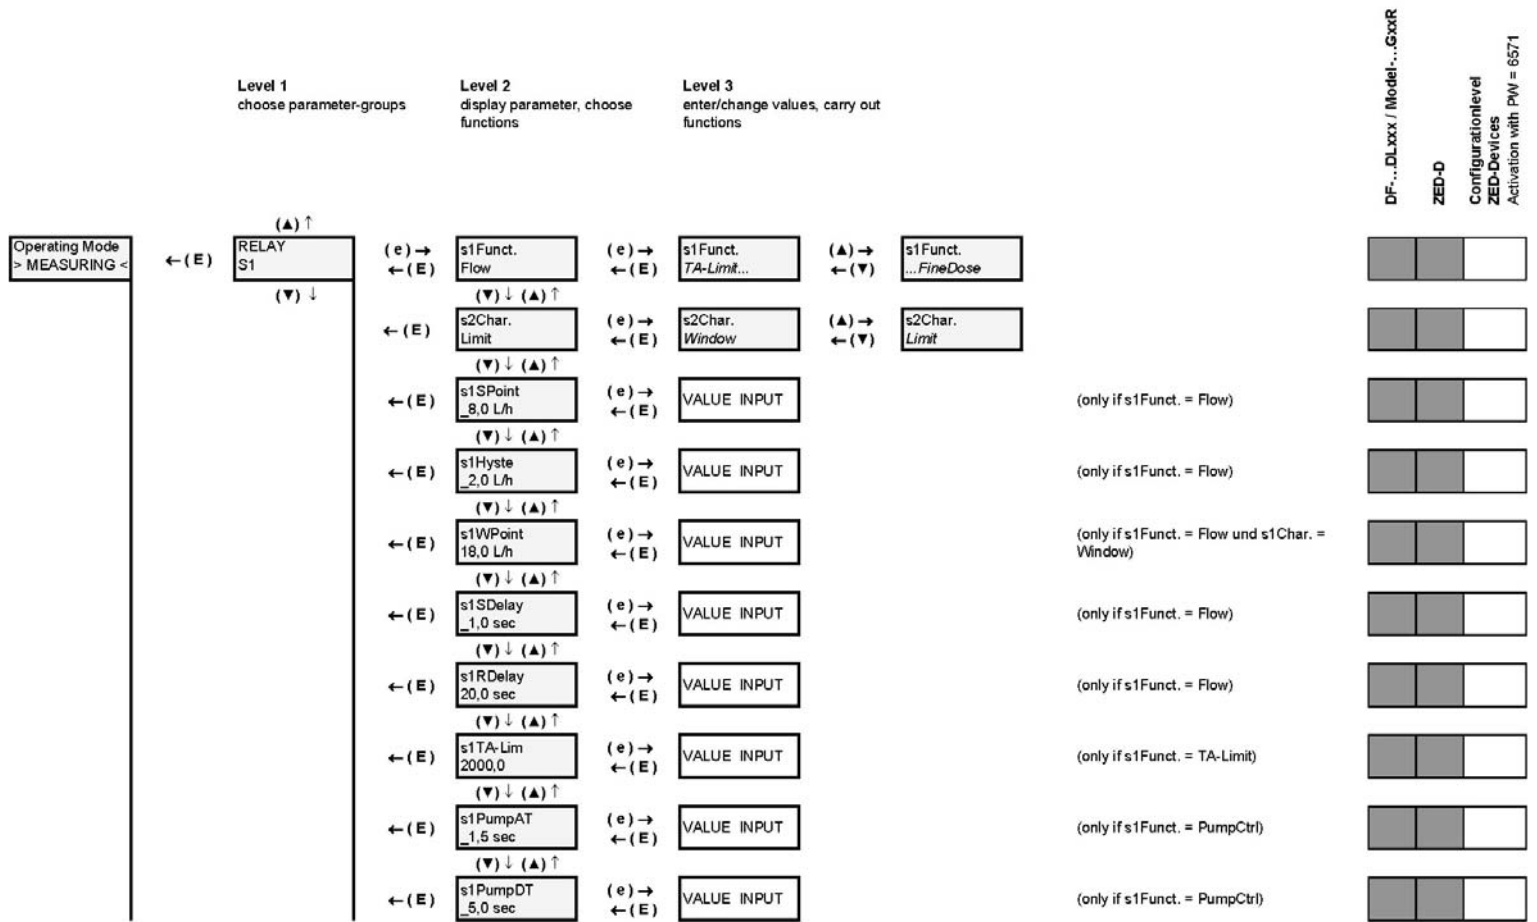 DF-...DLxxx / Model-...GxxR
ZED-D
Configurationlevel
ZED-Devices
Activation with PW = 6571
Level 1
choose parameter-groups
Level 2
display parameter, choose
functions
Level 3
enter/change values, carry out
functions
(▲) ↑
Operating Mode
> MEASURING <
←(E)
RELAY
S1
(e)→
←(E)
s1Funct.
Flow
(e)→
←(E)
s1Funct.
TA-Limit...
(▲)→
←(▼)
s1Funct.
...FineDose
(▼) ↓
(▼)↓ (▲)↑
←(E)
s2Char.
Limit
(e)→
←(E)
s2Char.
Window
(▲)→
←(▼)
s2Char.
Limit
(▼)↓ (▲)↑
←(E)
s1SPoint
_8,0 L/h
(e)→
←(E)
VALUE INPUT
(only if s1Funct. = Flow)
(▼)↓ (▲)↑
←(E)
s1Hyste
_2,0 L/h
(e)→
←(E)
VALUE INPUT
(only if s1Funct. = Flow)
(▼)↓ (▲)↑
←(E)
s1WPoint
18,0 L/h
(e)→
←(E)
VALUE INPUT
(only if s1Funct. = Flow und s1Char. =
Window)
(▼)↓ (▲)↑
←(E)
s1SDelay
_1,0 sec
(e)→
←(E)
VALUE INPUT
(only if s1Funct. = Flow)
(▼)↓ (▲)↑
←(E)
s1RDelay
20,0 sec
(e)→
←(E)
VALUE INPUT
(only if s1Funct. = Flow)
(▼)↓ (▲)↑
←(E)
s1TA-Lim
2000,0
(e)→
←(E)
VALUE INPUT
(only if s1Funct. = TA-Limit)
(▼)↓ (▲)↑
←(E)
s1PumpAT
_1,5 sec
(e)→
←(E)
VALUE INPUT
(only if s1Funct. = PumpCtrl)
(▼)↓ (▲)↑
←(E)
s1PumpDT
_5,0 sec
(e)→
←(E)
VALUE INPUT
(only if s1Funct. = PumpCtrl)